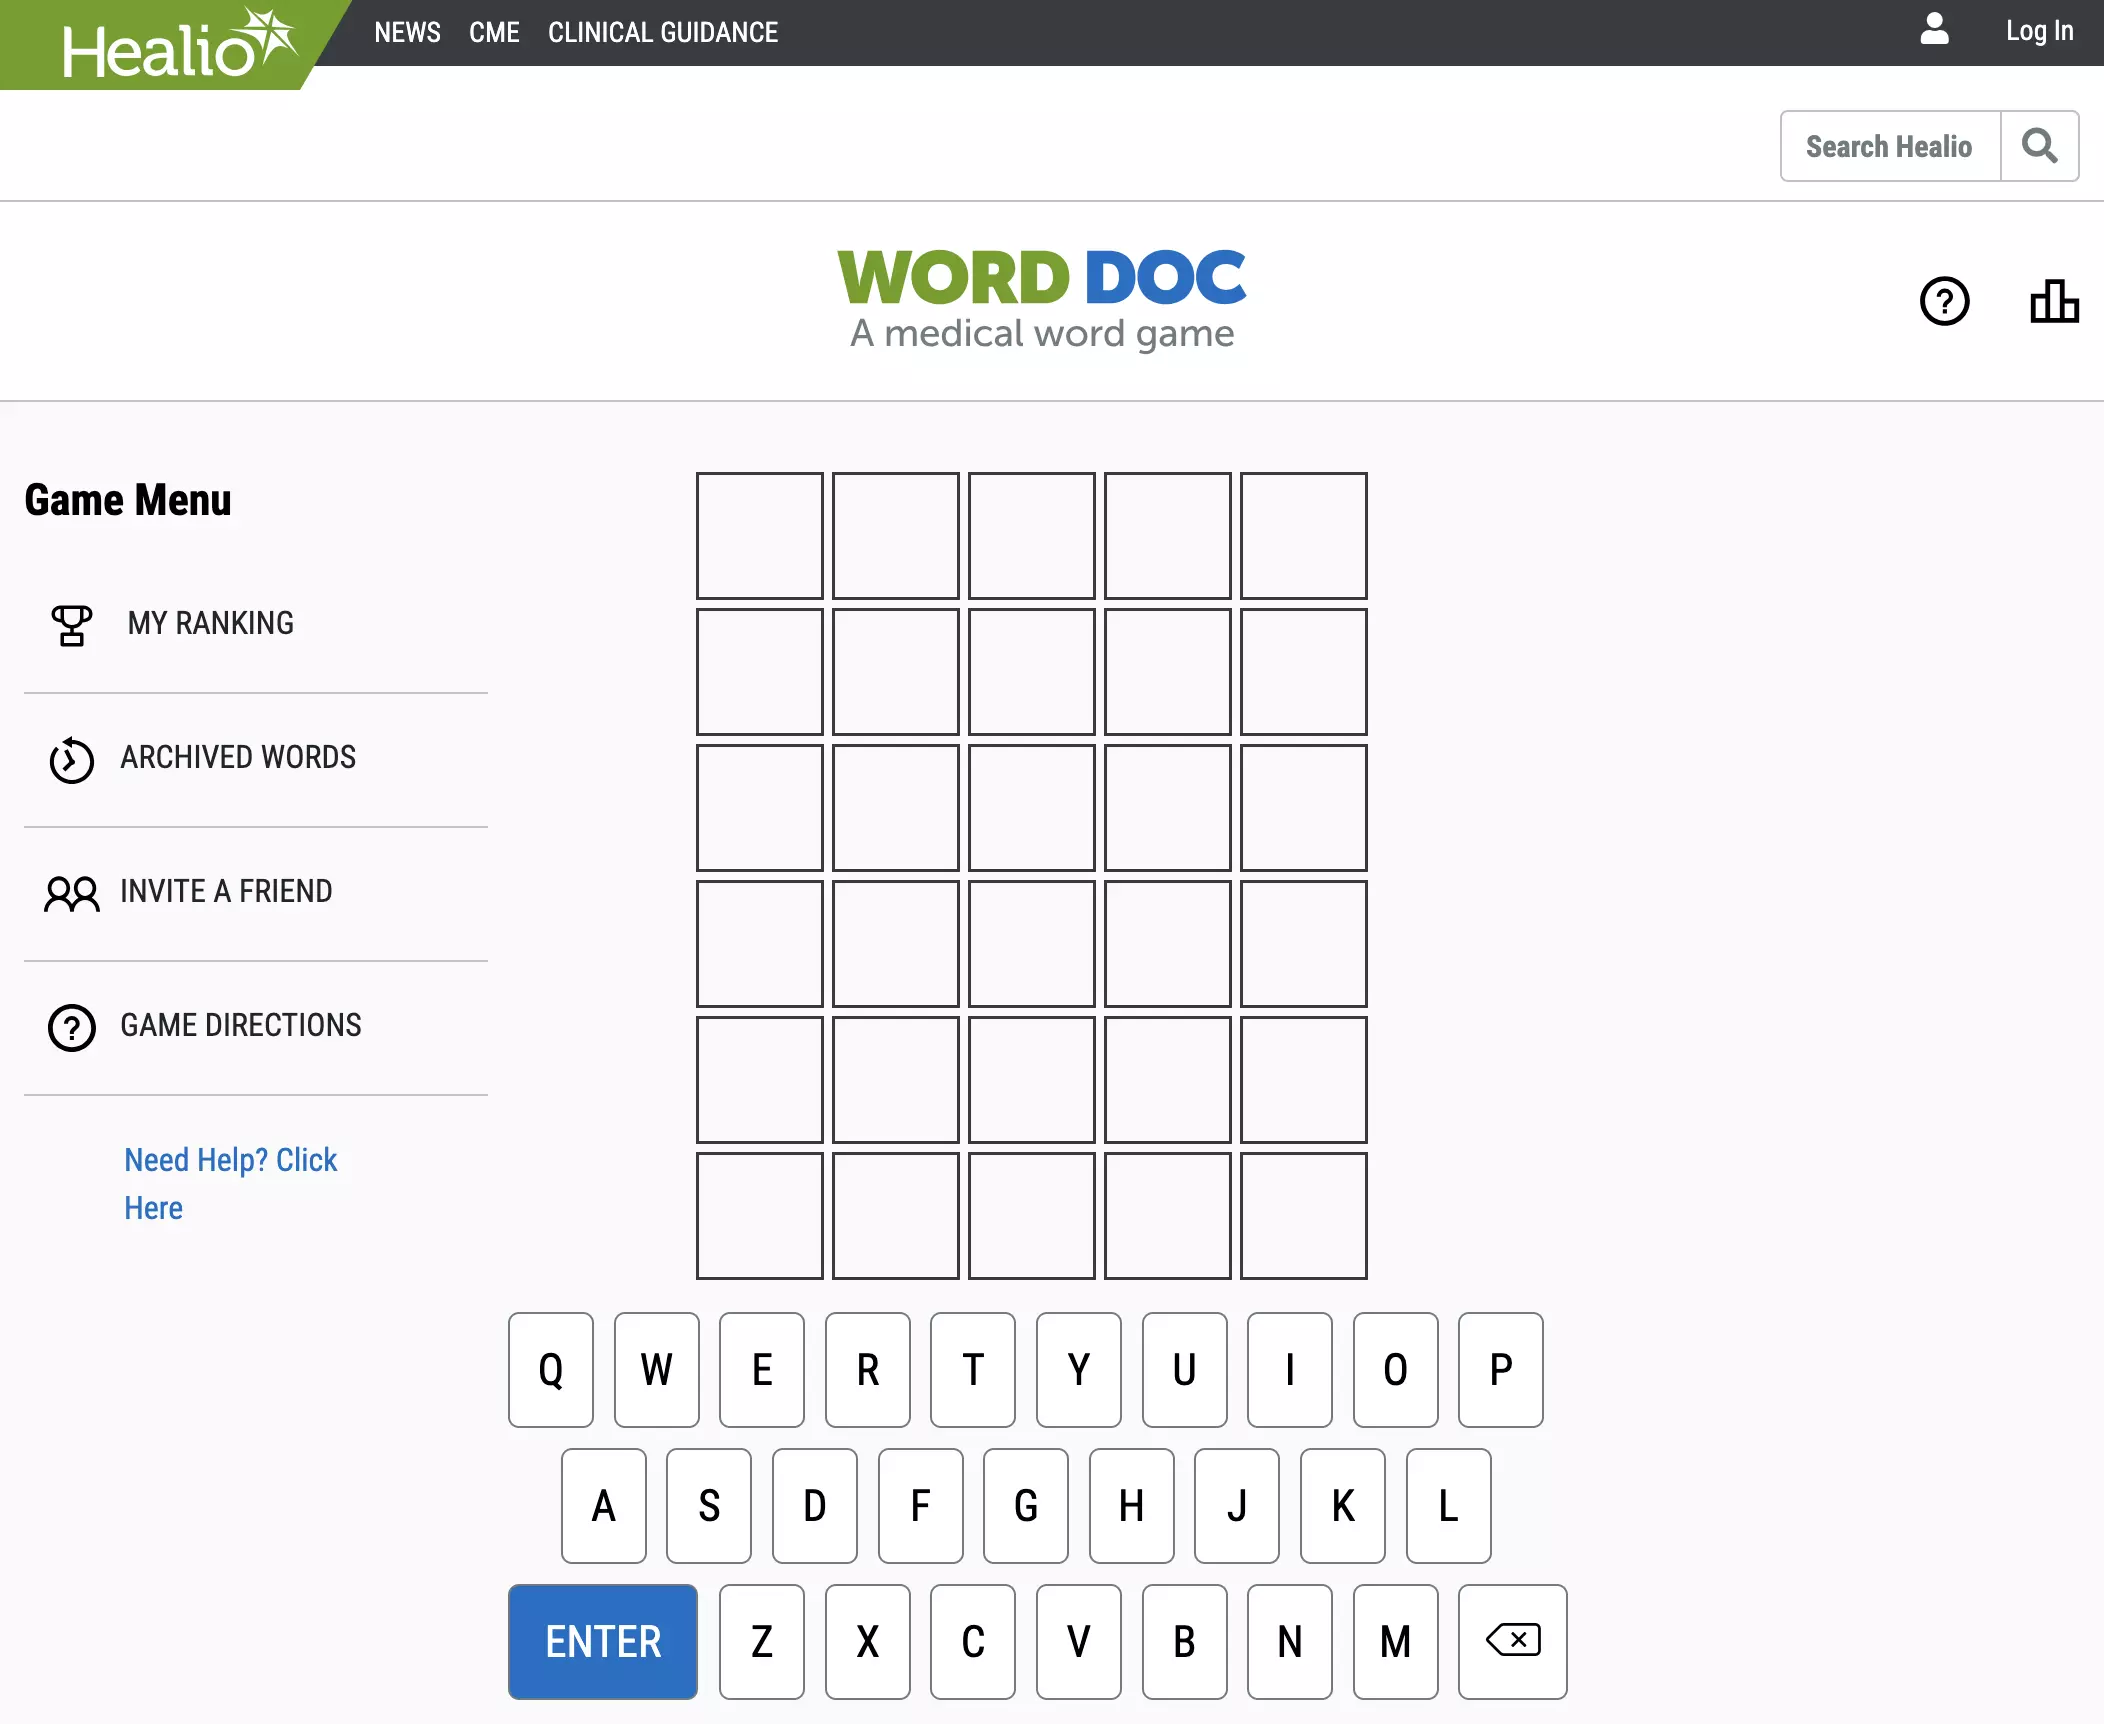 Healio
NEWS CME CLINICAL GUIDANCE
Log In
Search Healio
WORD DOC
A medical word game
Game Menu
MY RANKING
ARCHIVED WORDS
INVITE A FRIEND
GAME DIRECTIONS
Need Help? Click
Here
Q W E R T Y U I O P
A S D F G H J K L
ENTER Z X C V B N M